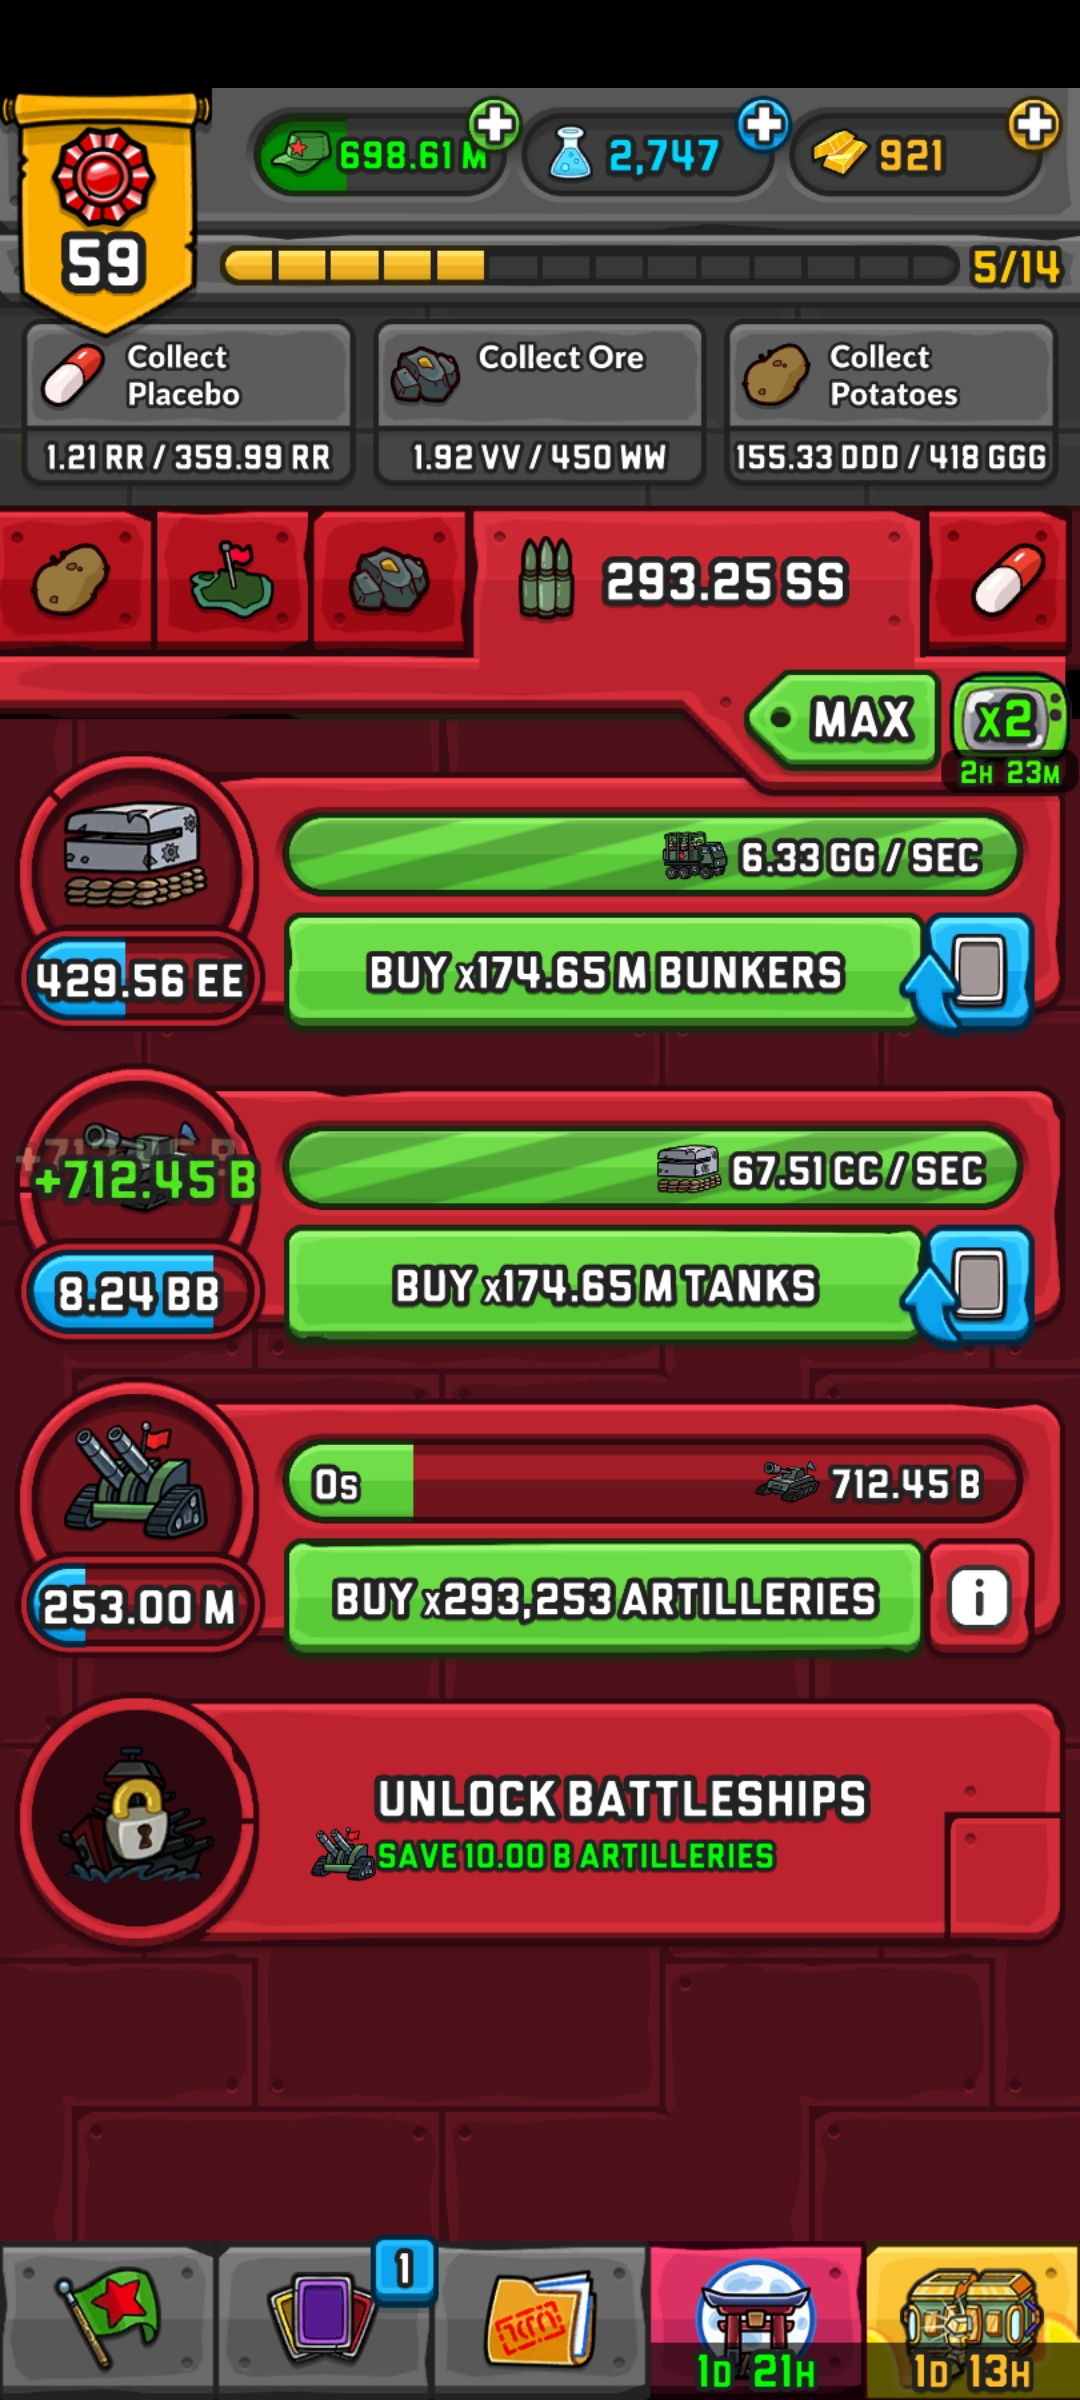 698.61 M
2,747
921
59
5/14
Collect
Placebo
1.21 RR / 359.99 RR
Collect Ore
1.92 VV / 450 WW
Collect
Potatoes
155.33 DDD / 418 GGG
293.25 SS
MAX
x2
2H 23M
6.33 GG / SEC
429.56 EE
BUY x174.65 M BUNKERS
+712.45 B
67.51 CC / SEC
8.24 BB
BUY x174.65 M TANKS
0s
712.45 B
253.00 M
BUY x293,253 ARTILLERIES
i
UNLOCK BATTLESHIPS
SAVE 10.00 B ARTILLERIES
1
1D 21H
1D 13H